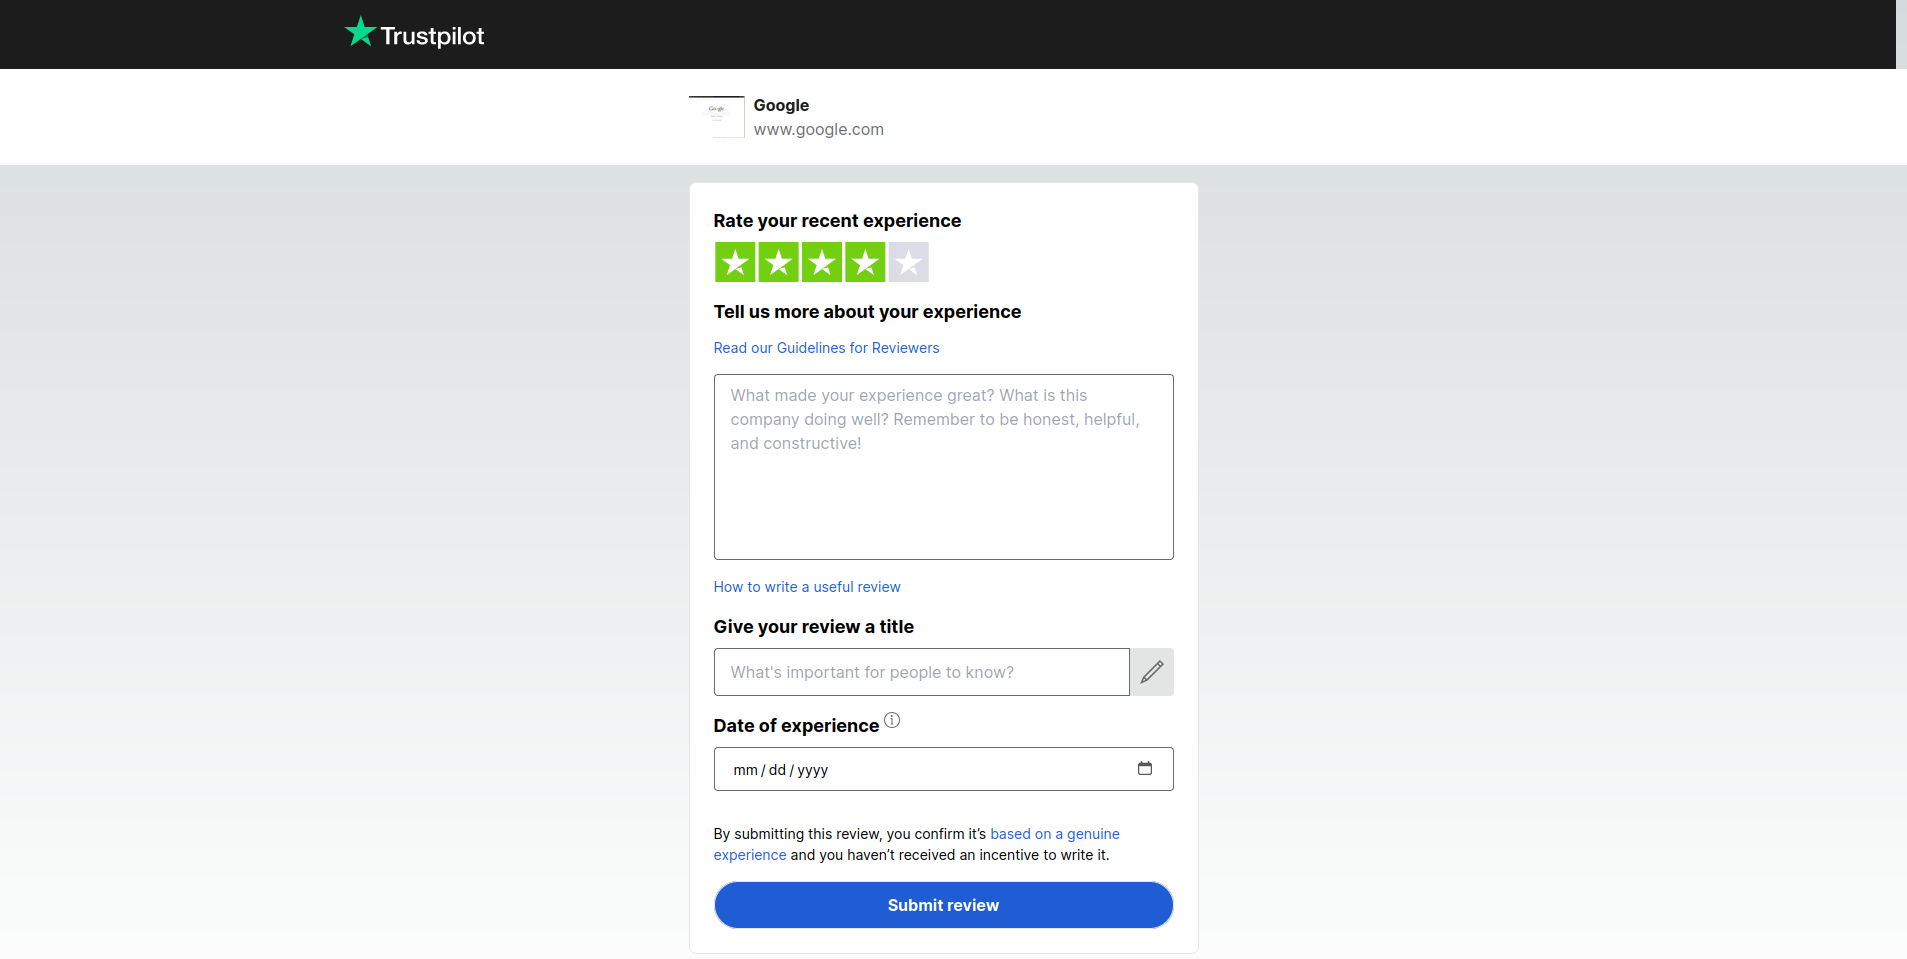 Trustpilot
Google
Google
www.google.com
Rate your recent experience
Tell us more about your experience
Read our Guidelines for Reviewers
What made your experience great? What is this
company doing well? Remember to be honest, helpful,
and constructive!
How to write a useful review
Give your review a title
What's important for people to know?
Date of experience
mm / dd / yyyy
By submitting this review, you confirm it’s based on a genuine
experience and you haven’t received an incentive to write it.
Submit review